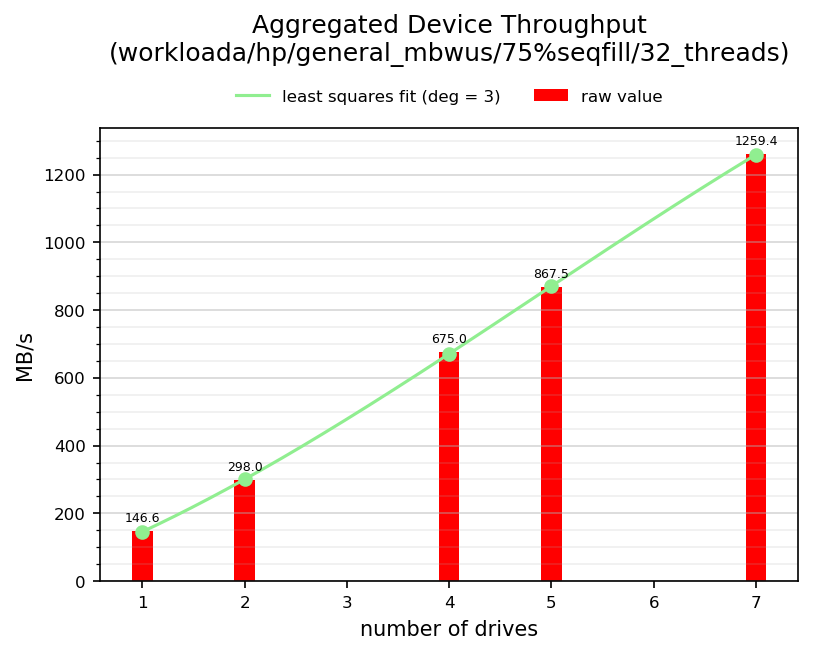 Aggregated Device Throughput
(workloada/hp/general_mbwus/75%seqfill/32_threads)
least squares fit (deg = 3)
raw value
MB/s
1200
1000
800
600
400
200
0
146.6
298.0
675.0
867.5
1259.4
1 2 3 4 5 6 7
number of drives